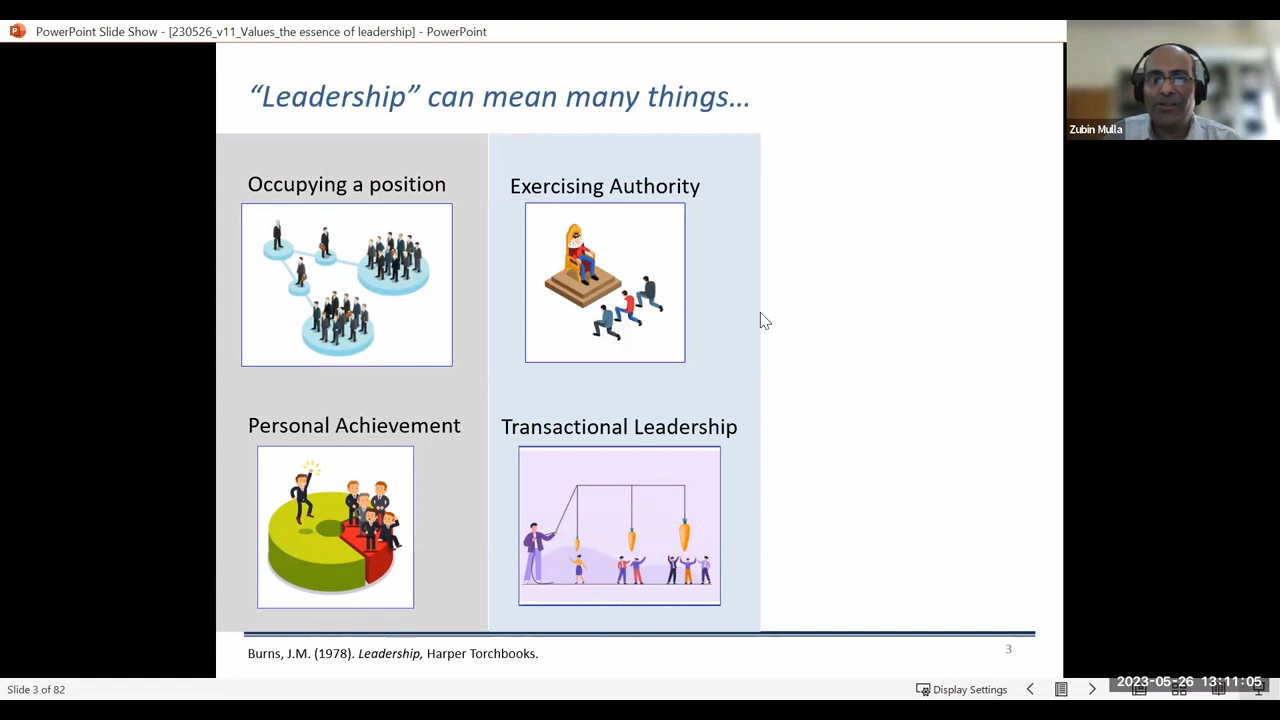 PowerPoint Slide Show - [230526_v11_Values_the essence of leadership] - PowerPoint
Zubin Mulla
“Leadership” can mean many things…
Occupying a position
Exercising Authority
Personal Achievement
Transactional Leadership
Burns, J.M. (1978). Leadership, Harper Torchbooks.
3
Slide 3 of 82
Display Settings
2023-05-26 13:11:05